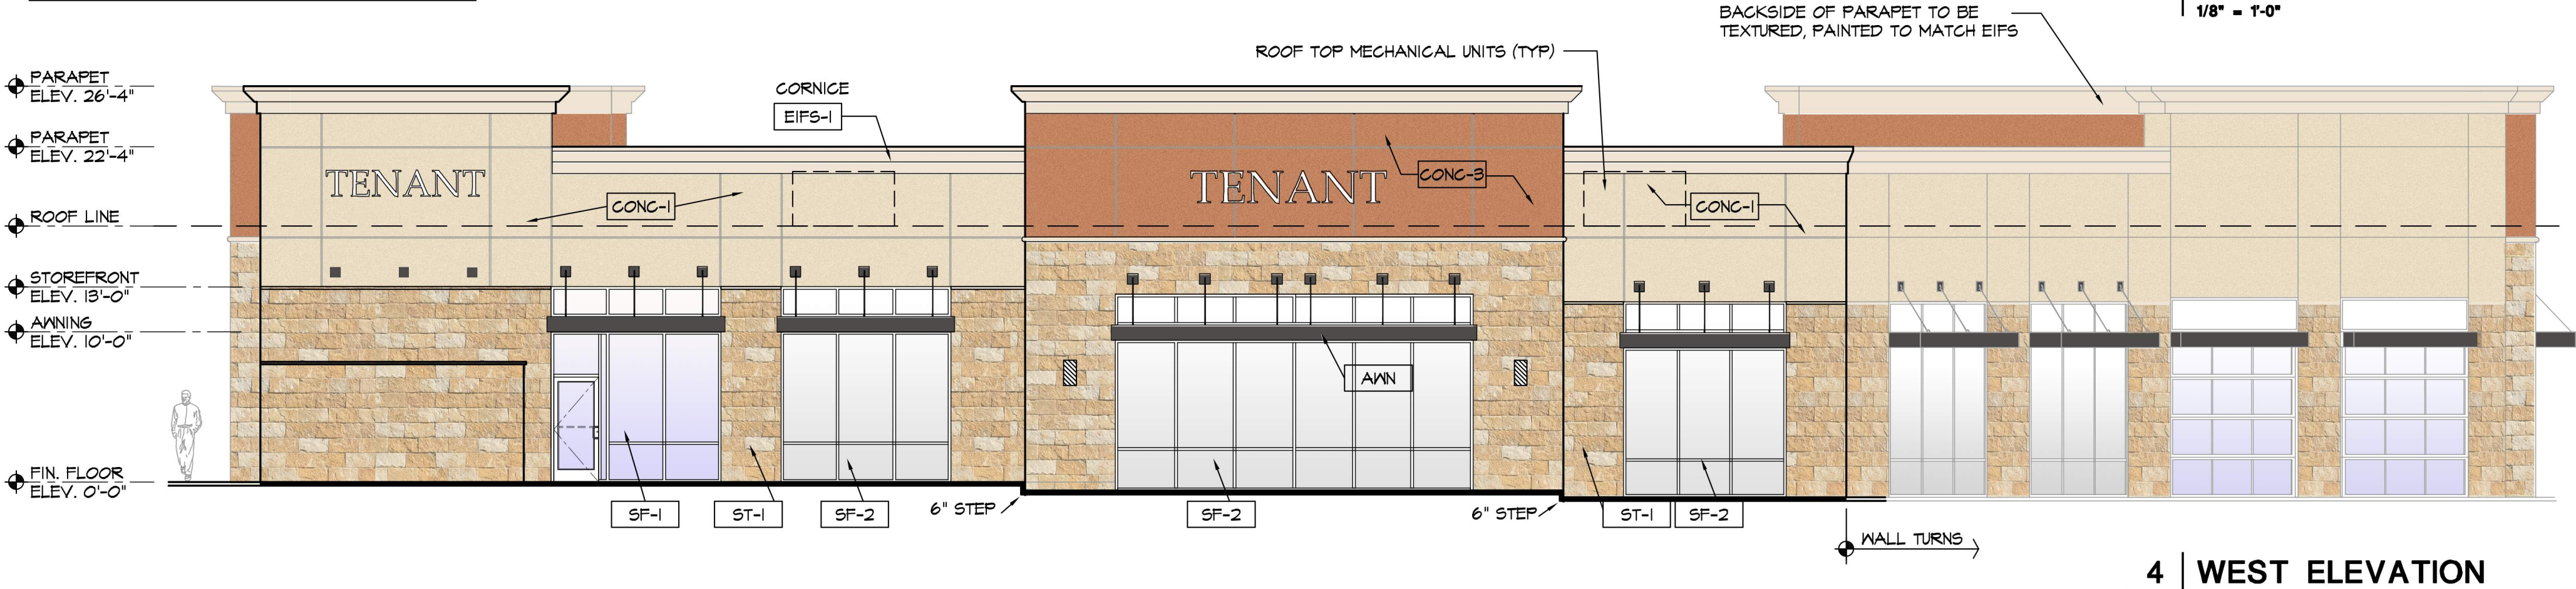 1/8" = 1'-0"
BACKSIDE OF PARAPET TO BE
TEXTURED, PAINTED TO MATCH EIFS
ROOF TOP MECHANICAL UNITS (TYP)
PARAPET
ELEV. 26'-4"
CORNICE
EIFS-1
PARAPET
ELEV. 22'-4"
TENANT
TENANT
CONC-3
CONC-1
CONC-1
ROOF LINE
STOREFRONT
ELEV. 13'-0"
AWNING
ELEV. 10'-0"
AWN
FIN. FLOOR
ELEV. 0'-0"
SF-1
ST-1
SF-2
6" STEP
SF-2
6" STEP
ST-1
SF-2
WALL TURNS
4 WEST ELEVATION